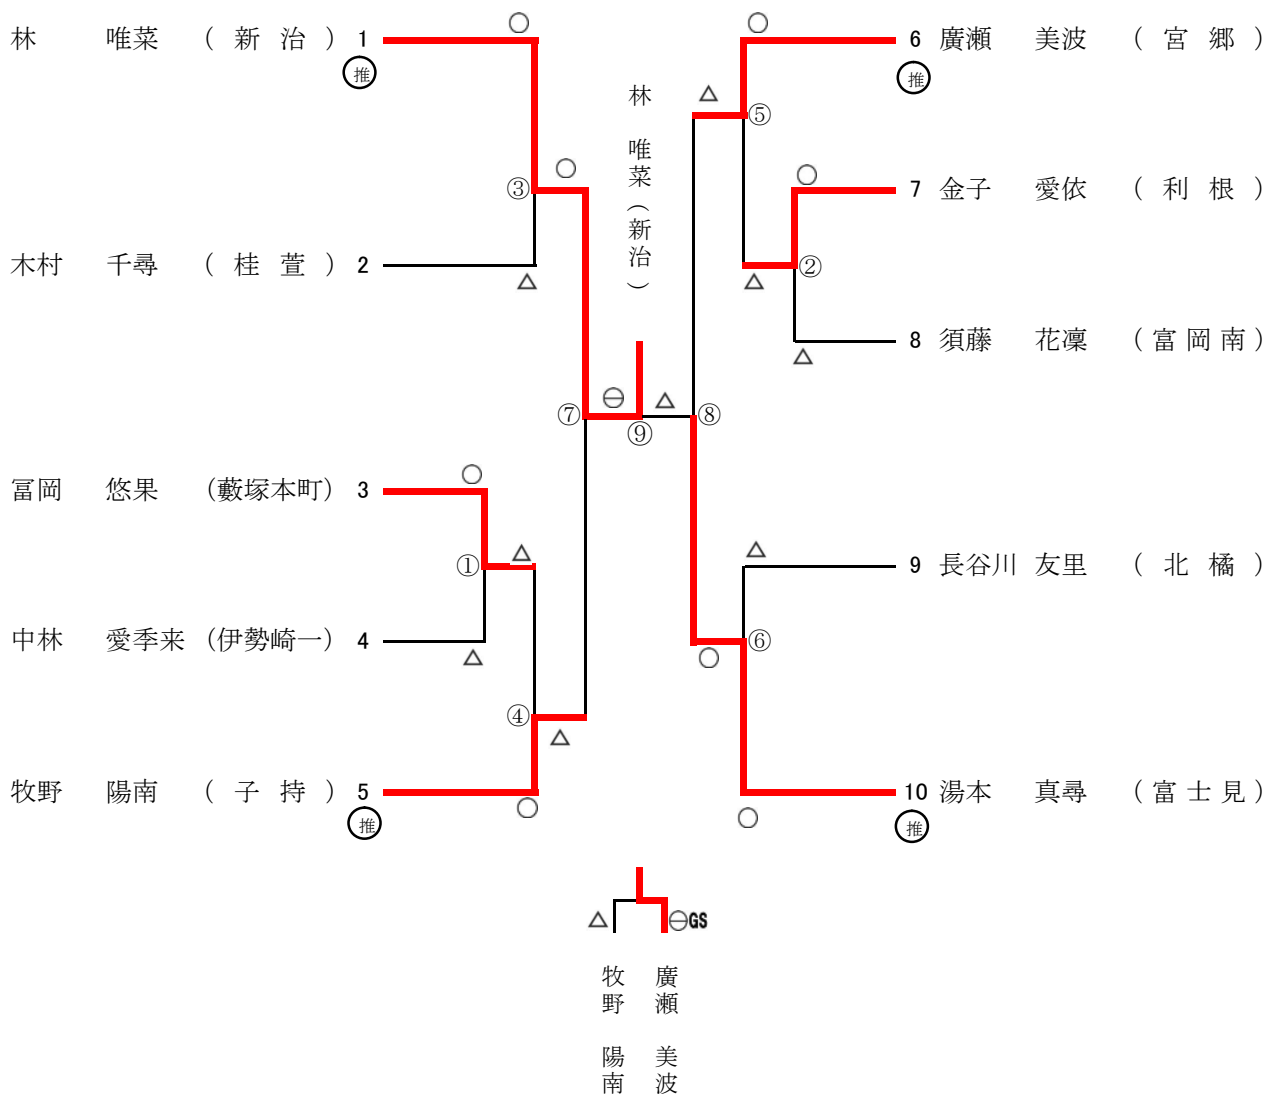 林 唯菜 ( 新 治 ) 1
推
木村 千尋 ( 桂 萱 ) 2
冨岡 悠果 (藪塚本町) 3
中林 愛季来 (伊勢崎一) 4
牧野 陽南 ( 子 持 ) 5
推
○
③
○
△
○
①
△
△
④
△
○
⑦
林 唯菜(新治)
⊖
⑨
△
⑧
○
△
⑤
○
△
②
△
△
⑥
○
○
6 廣瀬 美波 ( 宮 郷 )
推
7 金子 愛依 ( 利 根 )
8 須藤 花凜 ( 富 岡 南 )
9 長谷川 友里 ( 北 橘 )
10 湯本 真尋 ( 富 士 見 )
推
△
⊖GS
牧野 陽南
廣瀬 美波